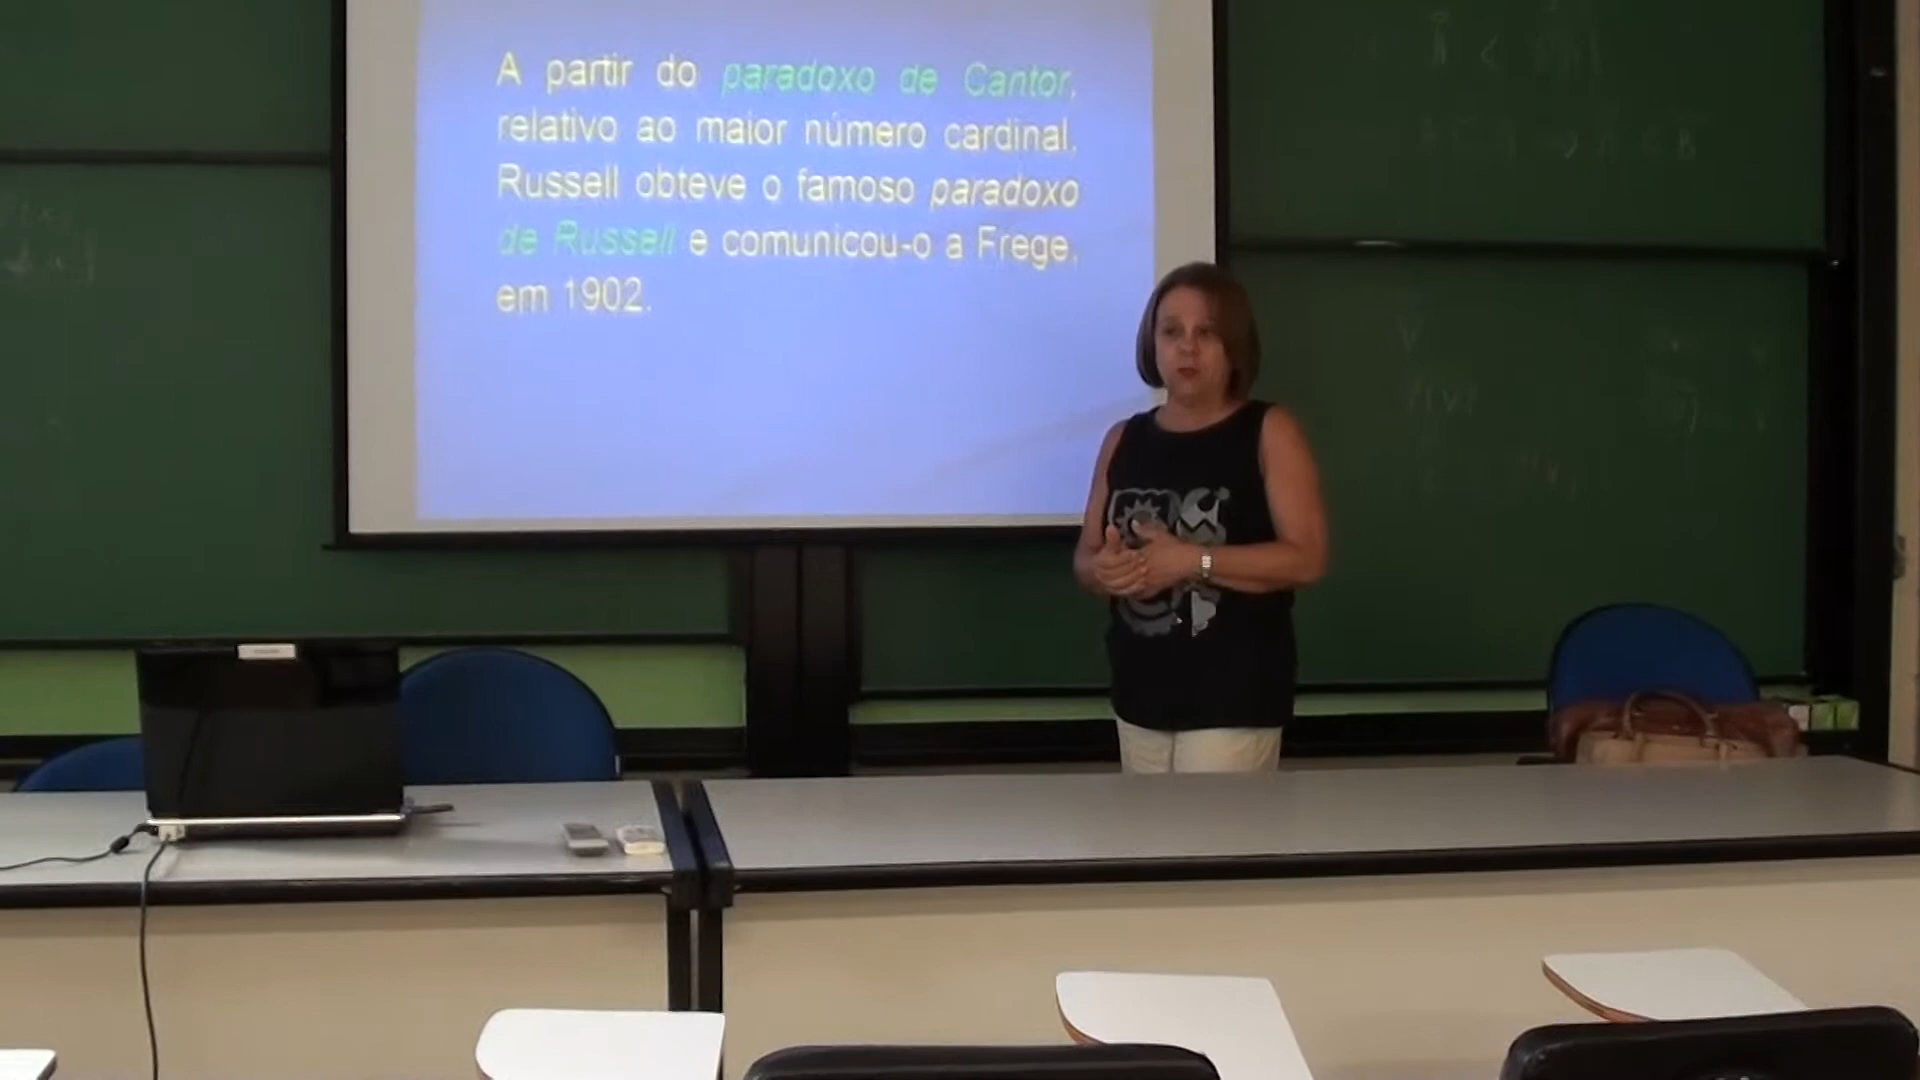 A partir do paradoxo de Cantor,
relativo ao maior número cardinal,
Russell obteve o famoso paradoxo
de Russell e comunicou-o a Frege,
em 1902.